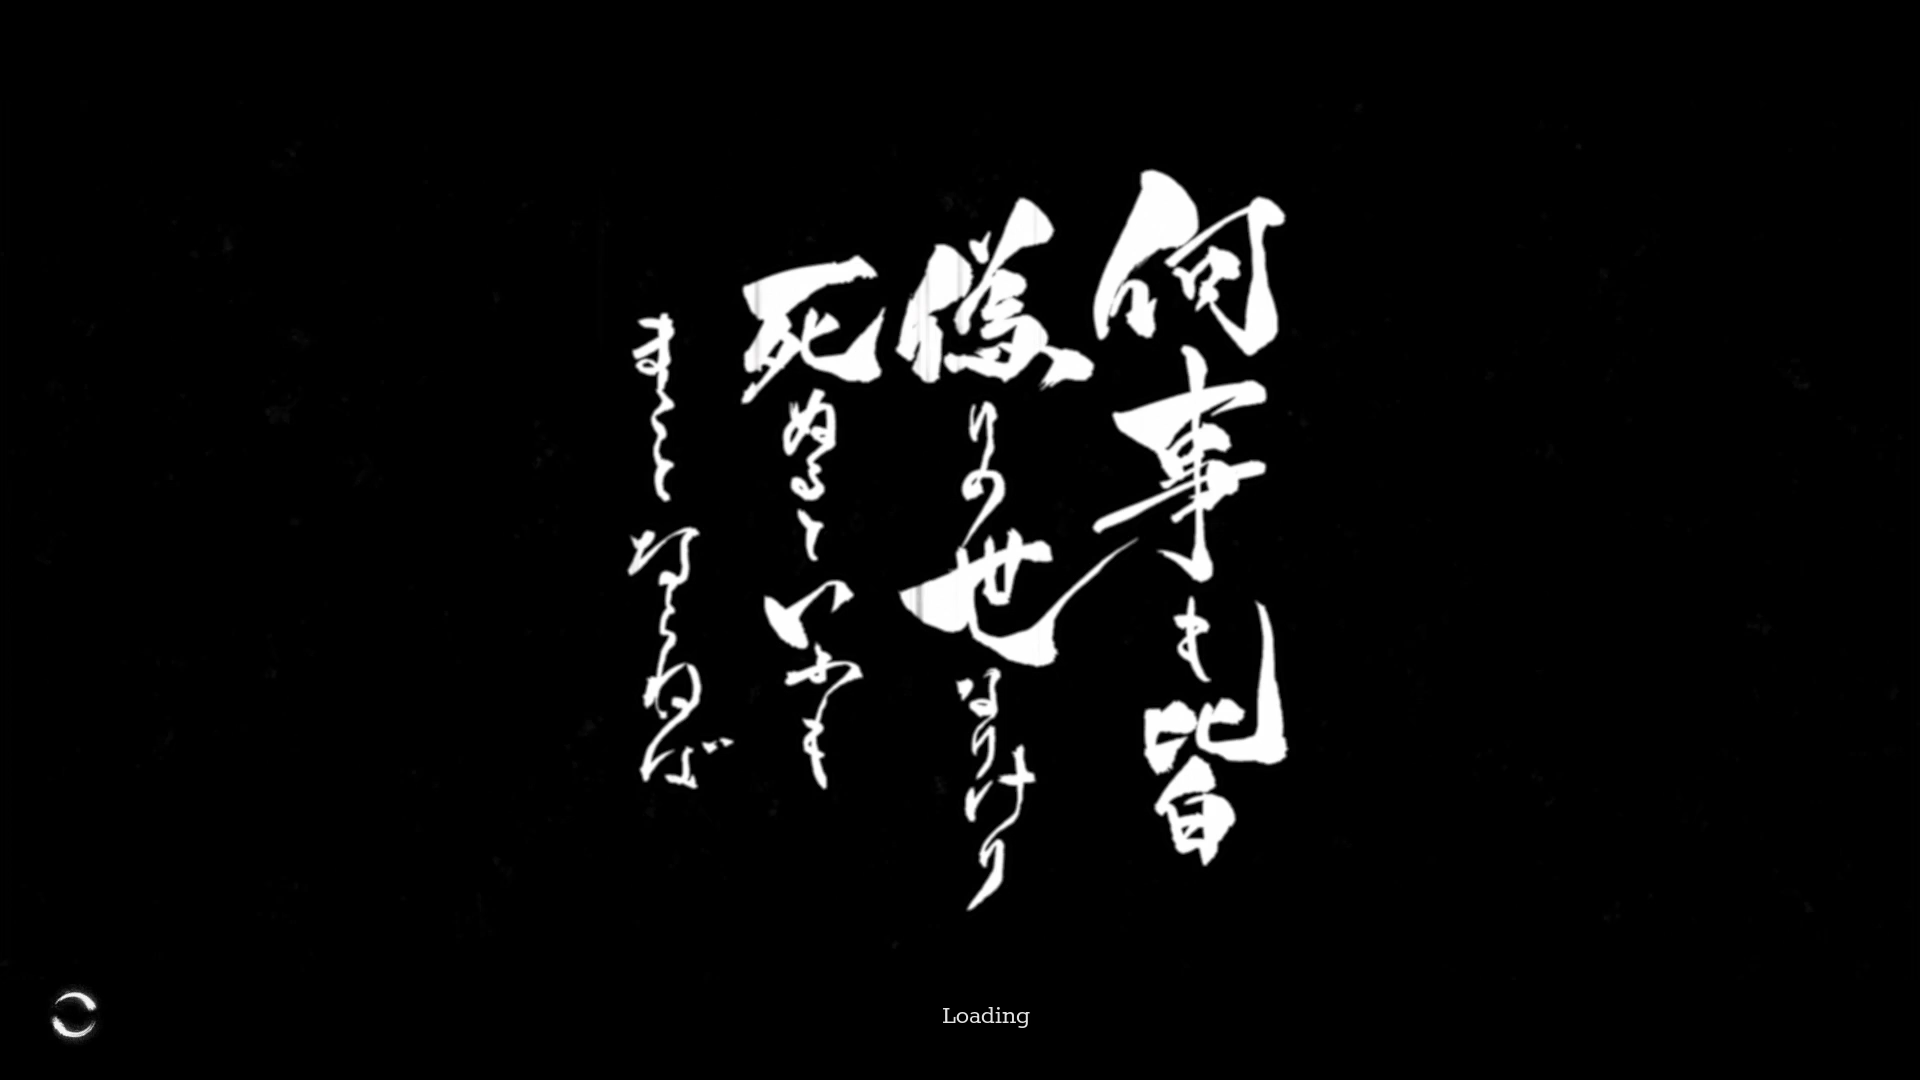 何事も皆
偽りの世なりけり
死ぬるといふも
まことならねば
Loading